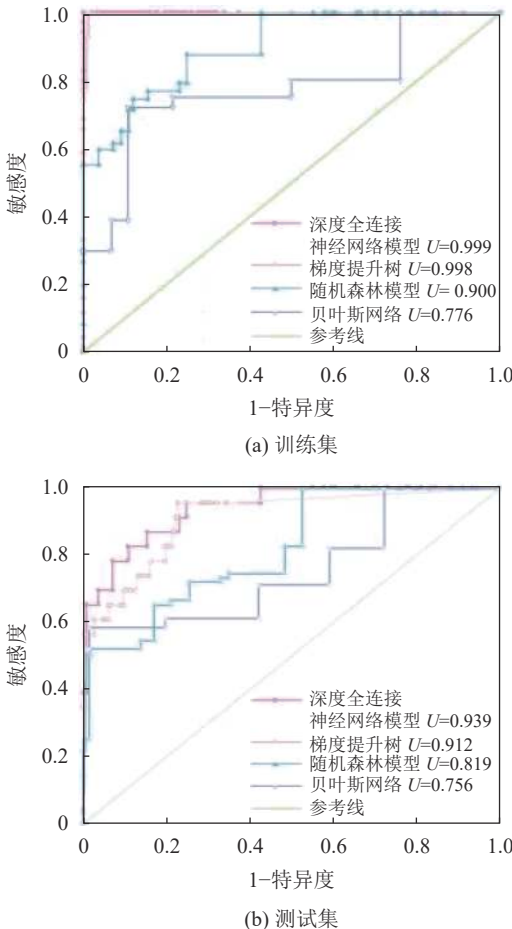 1.0
0.8
0.6
0.4
0.2
0
敏感度
深度全连接
神经网络模型 U=0.999
梯度提升树 U=0.998
随机森林模型 U= 0.900
贝叶斯网络 U=0.776
参考线
0 0.2 0.4 0.6 0.8 1.0
1−特异度
(a) 训练集
1.0
0.8
0.6
0.4
0.2
0
敏感度
深度全连接
神经网络模型 U=0.939
梯度提升树 U=0.912
随机森林模型 U=0.819
贝叶斯网络 U=0.756
参考线
0 0.2 0.4 0.6 0.8 1.0
1−特异度
(b) 测试集